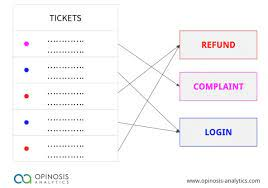 TICKETS
REFUND
COMPLAINT
LOGIN
OPINOSIS
ANALYTICS
www.opinosis-analytics.com